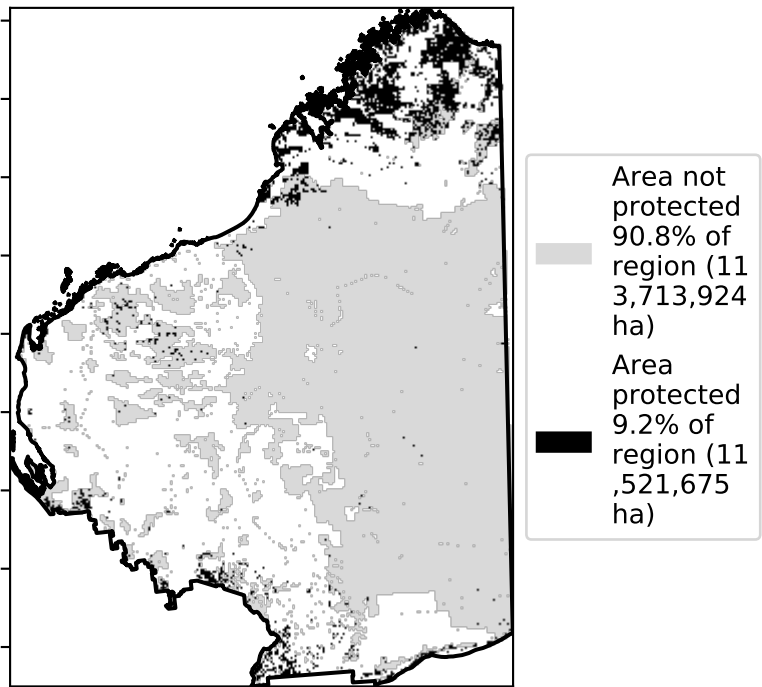 Area not
protected
90.8% of
region (11
3,713,924
ha)
Area
protected
9.2% of
region (11
,521,675
ha)